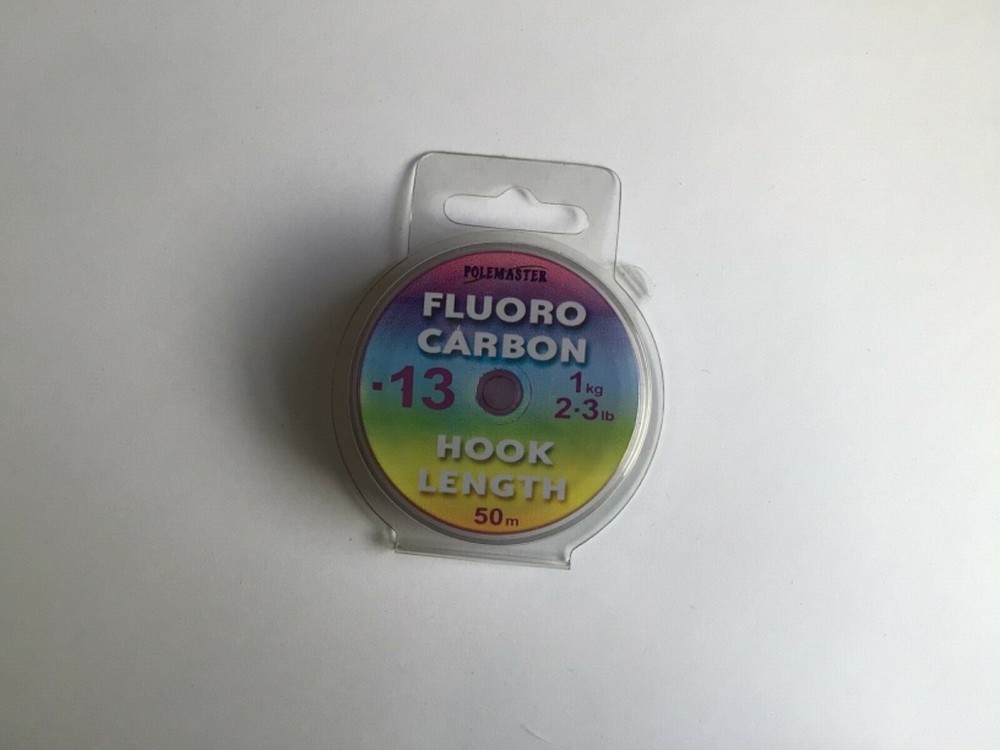 POLEMASTER
FLUORO
CARBON
·13
1kg
2·3lb
HOOK
LENGTH
50m